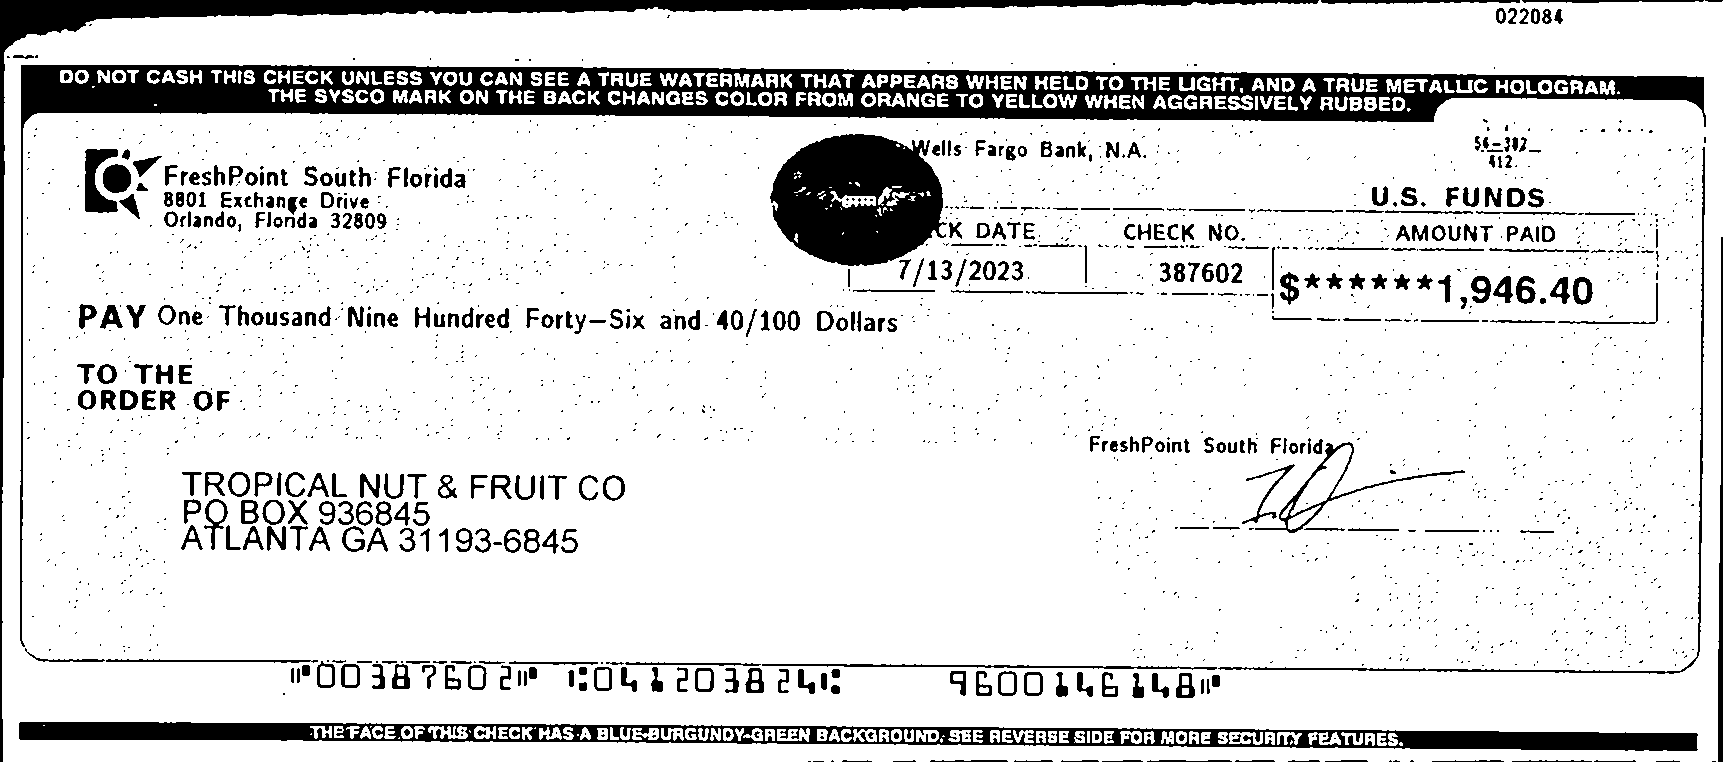 022084
DO NOT CASH THIS CHECK UNLESS YOU CAN SEE A TRUE WATERMARK THAT APPEARS WHEN HELD TO THE LIGHT, AND A TRUE METALLIC HOLOGRAM.
THE SYSCO MARK ON THE BACK CHANGES COLOR FROM ORANGE TO YELLOW WHEN AGGRESSIVELY RUBBED.
FreshPoint South Florida
8801 Exchange Drive
Orlando, Florida 32809
Wells Fargo Bank, N.A.
56-382
412
U.S. FUNDS
CK DATE CHECK NO. AMOUNT PAID
7/13/2023 387602 $******1,946.40
PAY One Thousand Nine Hundred Forty-Six and 40/100 Dollars
TO THE
ORDER OF
FreshPoint South Florida
TROPICAL NUT & FRUIT CO
PO BOX 936845
ATLANTA GA 31193-6845
⑈00387602⑈ ⑆041203824⑆ 9600146148⑈
THE FACE OF THIS CHECK HAS A BLUE-BURGUNDY-GREEN BACKGROUND, SEE REVERSE SIDE FOR MORE SECURITY FEATURES.